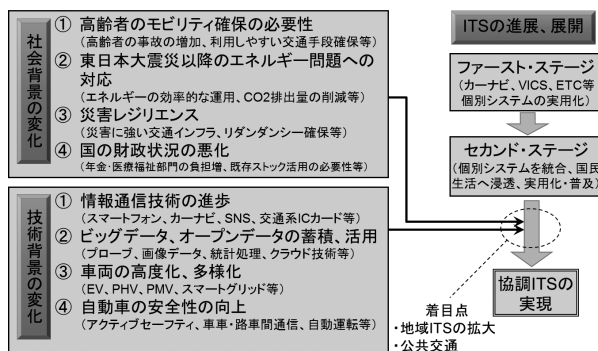 社会背景の変化
① 高齢者のモビリティ確保の必要性
(高齢者の事故の増加、利用しやすい交通手段確保等)
② 東日本大震災以降のエネルギー問題への
対応
(エネルギーの効率的な運用、CO2排出量の削減等)
③ 災害レジリエンス
(災害に強い交通インフラ、リダンダンシー確保等)
④ 国の財政状況の悪化
(年金・医療福祉部門の負担増、既存ストック活用の必要性等)
技術背景の変化
① 情報通信技術の進歩
(スマートフォン、カーナビ、SNS、交通系ICカード等)
② ビッグデータ、オープンデータの蓄積、活用
(プローブ、画像データ、統計処理、クラウド技術等)
③ 車両の高度化、多様化
(EV、PHV、PMV、スマートグリッド等)
④ 自動車の安全性の向上
(アクティブセーフティ、車車・路車間通信、自動運転等)
ITSの進展、展開
ファースト・ステージ
(カーナビ、VICS、ETC等
個別システムの実用化)
セカンド・ステージ
(個別システムを統合、国民
生活へ浸透、実用化・普及)
協調ITSの
実現
着目点
・地域ITSの拡大
・公共交通